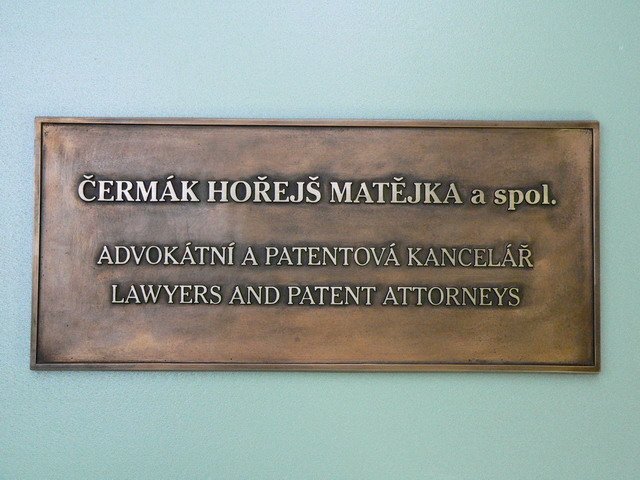 ČERMÁK HOŘEJŠ MATĚJKA a spol.
ADVOKÁTNÍ A PATENTOVÁ KANCELÁŘ
LAWYERS AND PATENT ATTORNEYS